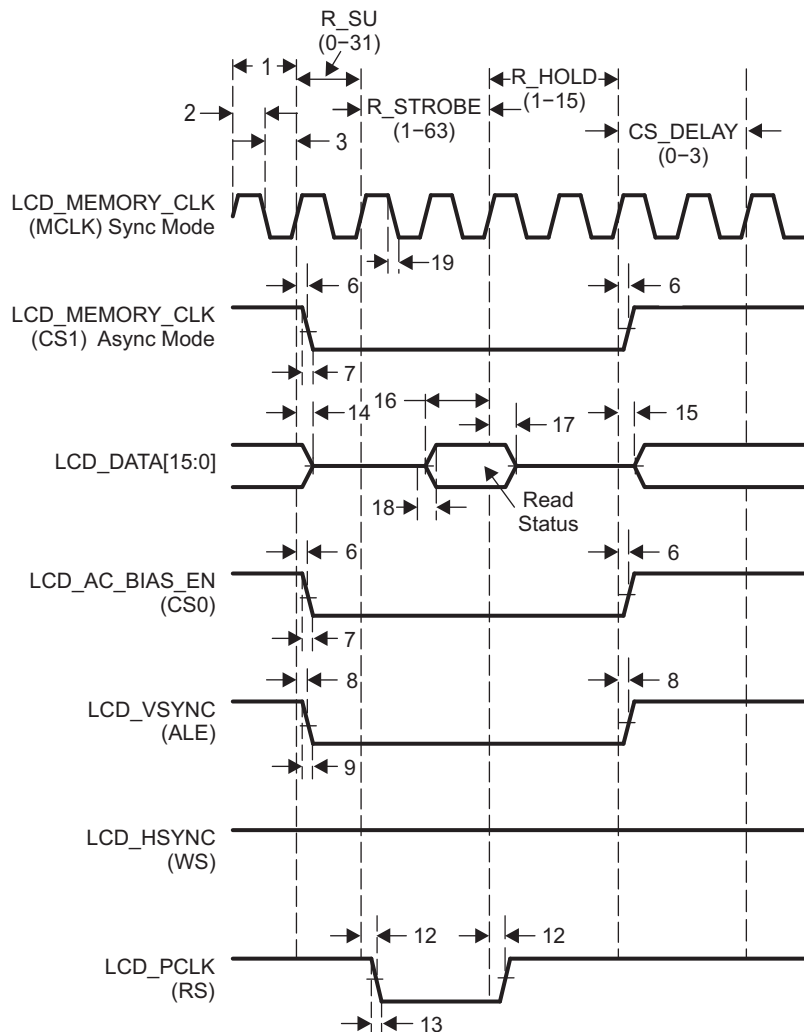 R_SU
(0−31)
1
R_HOLD
(1−15)
R_STROBE
(1−63)
2
3
CS_DELAY
(0−3)
LCD_MEMORY_CLK
(MCLK) Sync Mode
19
6
6
LCD_MEMORY_CLK
(CS1) Async Mode
7
16
14
17
15
LCD_DATA[15:0]
18
Read
Status
6
6
LCD_AC_BIAS_EN
(CS0)
7
8
8
LCD_VSYNC
(ALE)
9
LCD_HSYNC
(WS)
12
12
LCD_PCLK
(RS)
13